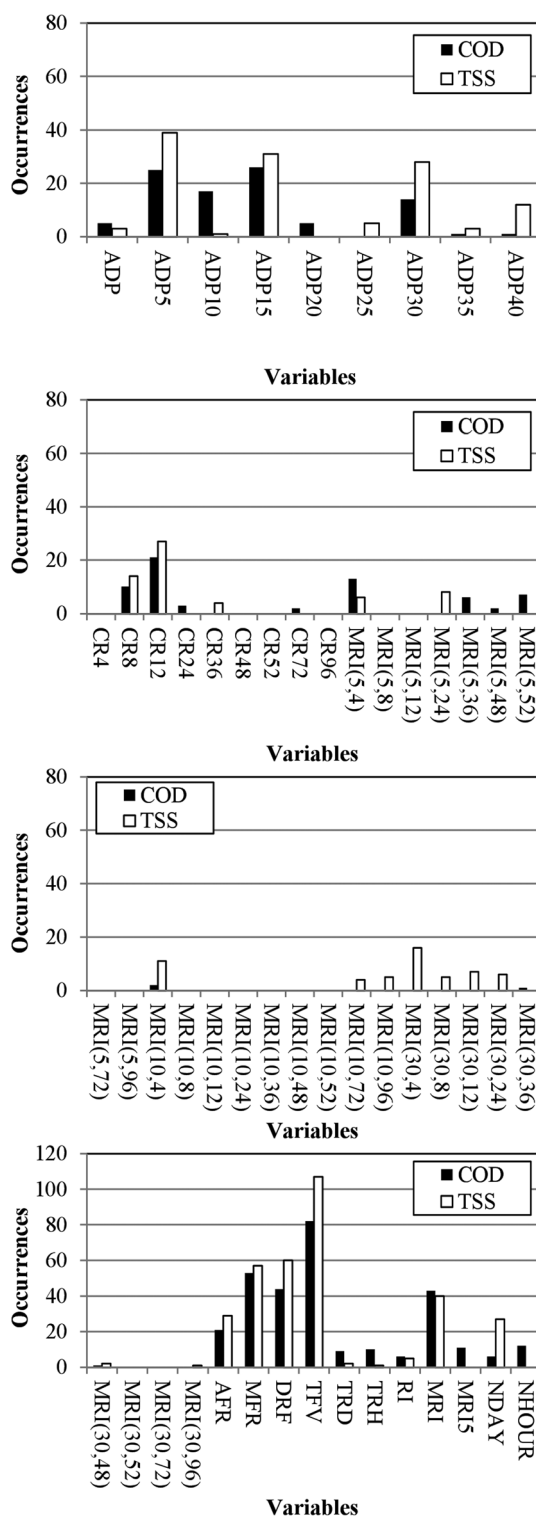 80
60
40
20
0
Occurrences
COD
TSS
ADP
ADP5
ADP10
ADP15
ADP20
ADP25
ADP30
ADP35
ADP40
Variables
80
60
40
20
0
Occurrences
COD
TSS
CR4
CR8
CR12
CR24
CR36
CR48
CR52
CR72
CR96
MRI(5,4)
MRI(5,8)
MRI(5,12)
MRI(5,24)
MRI(5,36)
MRI(5,48)
MRI(5,52)
Variables
80
60
40
20
0
Occurrences
COD
TSS
MRI(5,72)
MRI(5,96)
MRI(10,4)
MRI(10,8)
MRI(10,12)
MRI(10,24)
MRI(10,36)
MRI(10,48)
MRI(10,52)
MRI(10,72)
MRI(10,96)
MRI(30,4)
MRI(30,8)
MRI(30,12)
MRI(30,24)
MRI(30,36)
Variables
120
100
80
60
40
20
0
Occurrences
COD
TSS
MRI(30,48)
MRI(30,52)
MRI(30,72)
MRI(30,96)
AFR
MFR
DRF
TFV
TRD
TRH
RI
MRI
MRI5
NDAY
NHOUR
Variables